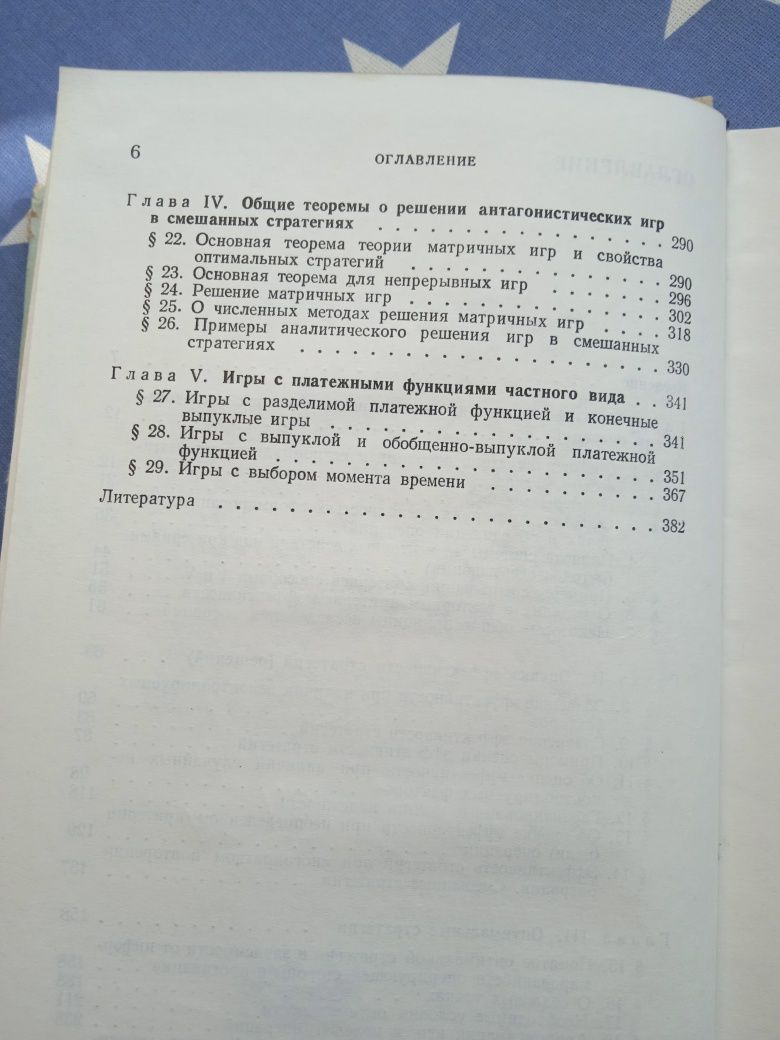 6 ОГЛАВЛЕНИЕ
Глава IV. Общие теоремы о решении антагонистических игр
в смешанных стратегиях . . . . . . . . . . . . . . . . . 290
§ 22. Основная теорема теории матричных игр и свойства
оптимальных стратегий . . . . . . . . . . . . . . 290
§ 23. Основная теорема для непрерывных игр . . . . . . . 296
§ 24. Решение матричных игр . . . . . . . . . . . . . . 302
§ 25. О численных методах решения матричных игр . . . . 318
§ 26. Примеры аналитического решения игр в смешанных
стратегиях . . . . . . . . . . . . . . . . . . . . 330
Глава V. Игры с платежными функциями частного вида . . 341
§ 27. Игры с разделимой платежной функцией и конечные
выпуклые игры . . . . . . . . . . . . . . . . . . 341
§ 28. Игры с выпуклой и обобщенно-выпуклой платежной
функцией . . . . . . . . . . . . . . . . . . . . . 351
§ 29. Игры с выбором момента времени . . . . . . . . . 367
Литература . . . . . . . . . . . . . . . . . . . . . . . . 382